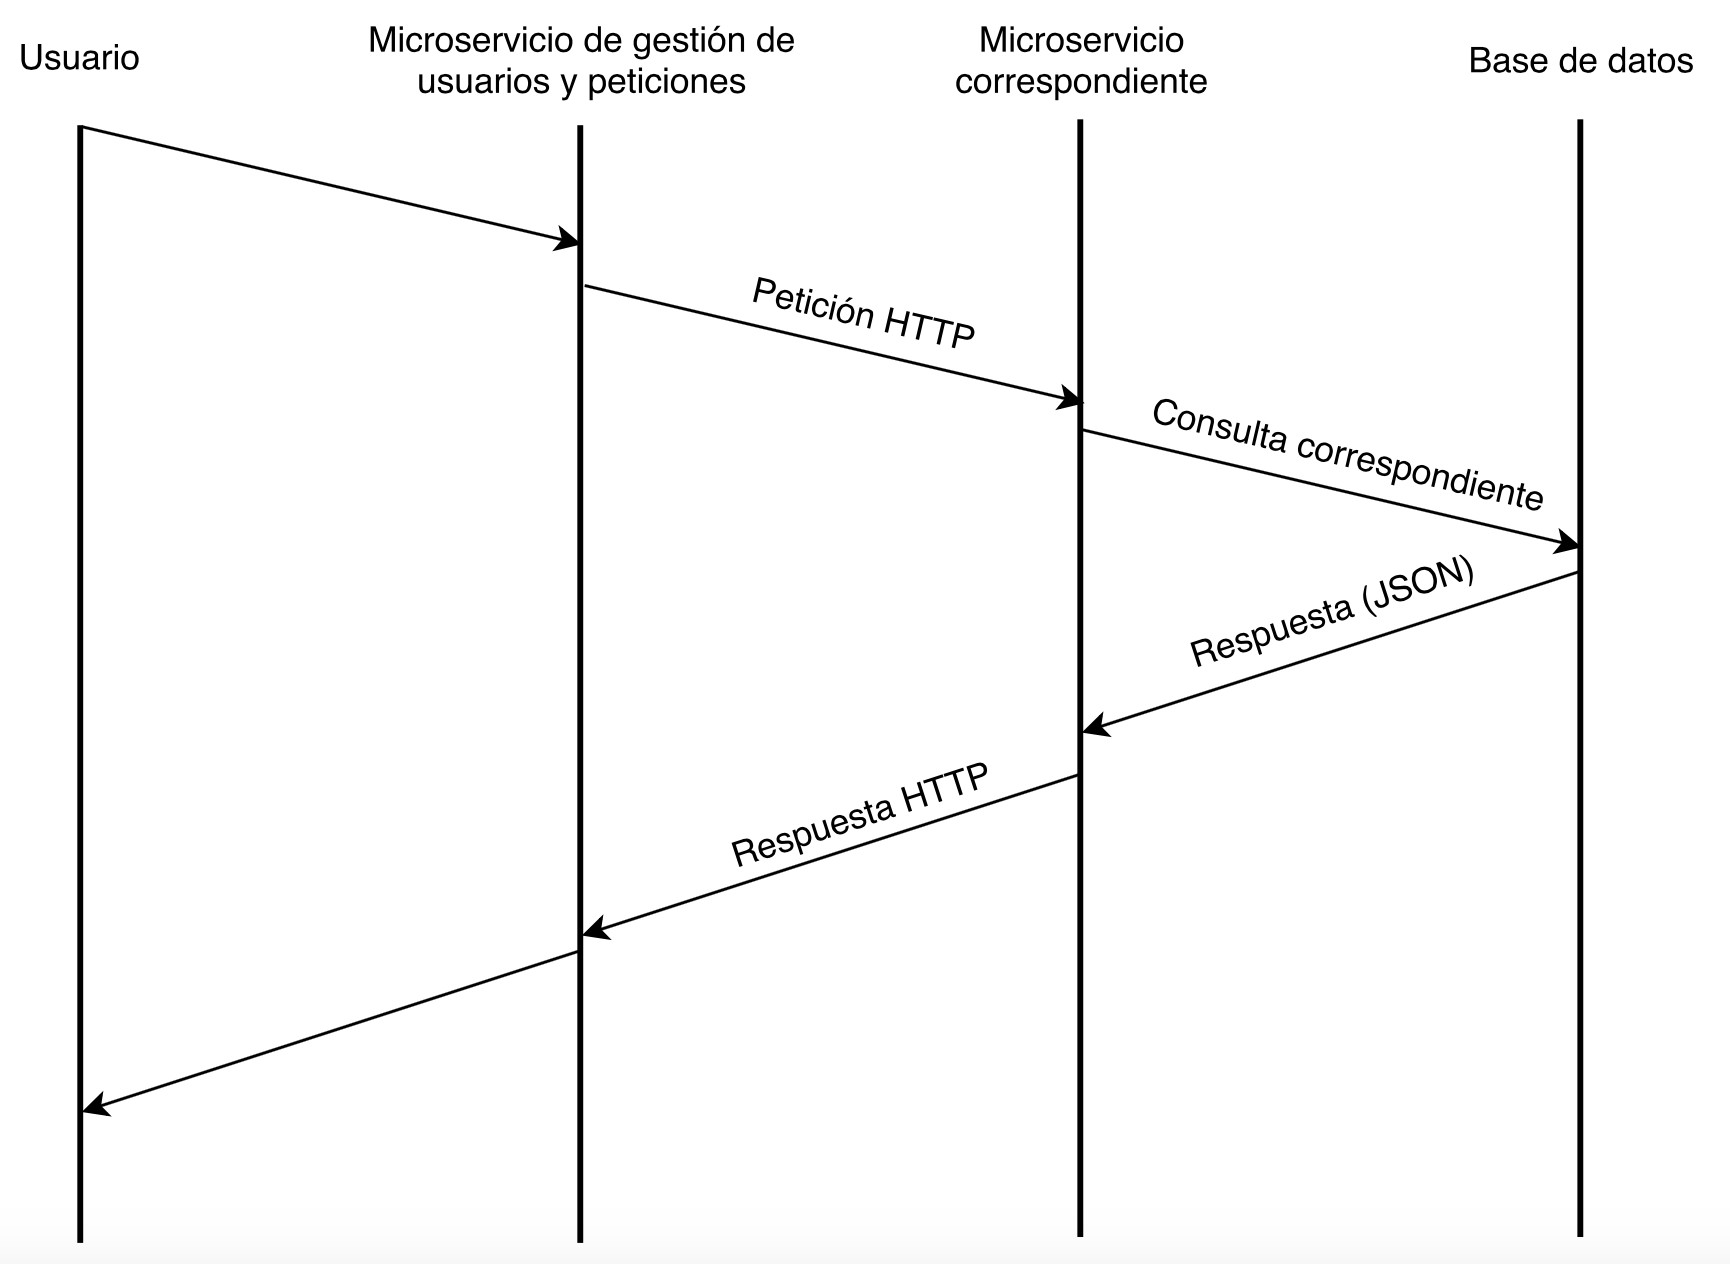 Usuario
Microservicio de gestión de
usuarios y peticiones
Microservicio
correspondiente
Base de datos
Petición HTTP
Consulta correspondiente
Respuesta (JSON)
Respuesta HTTP